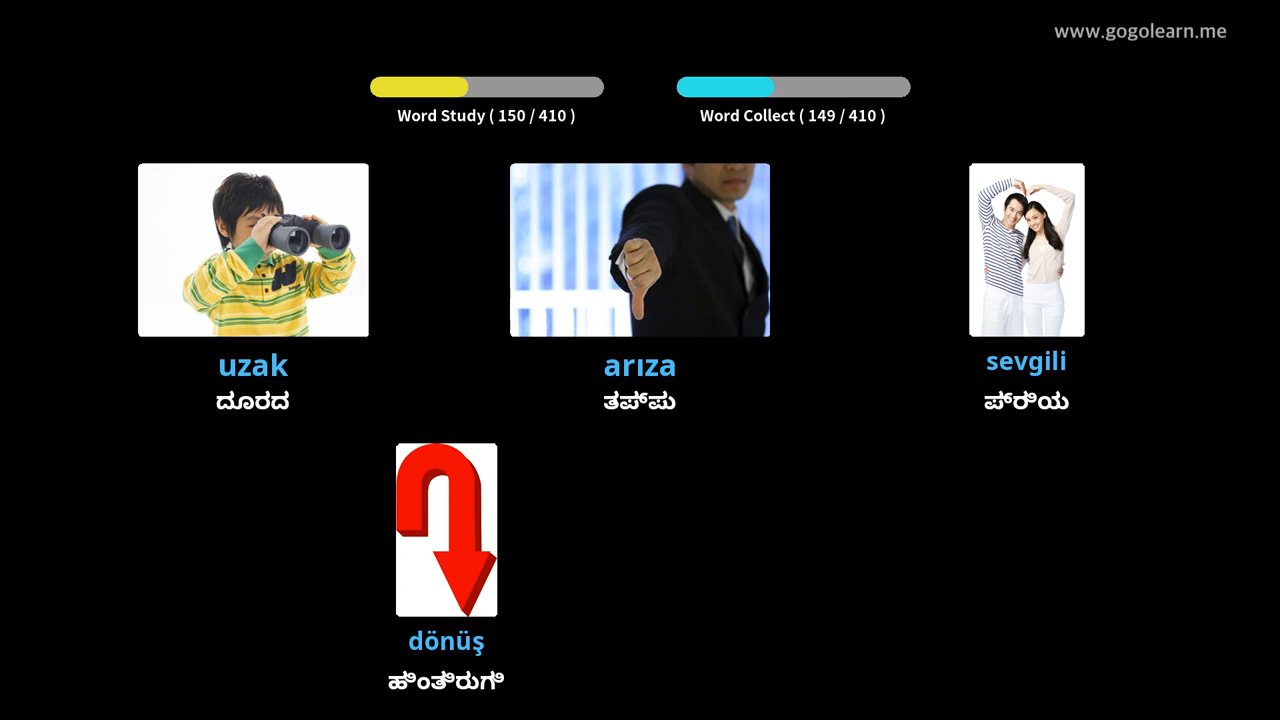 www.gogolearn.me
Word Study ( 150 / 410 )
Word Collect ( 149 / 410 )
uzak
ದೂರದ
arıza
ತಪ್ಪು
sevgili
ಪ್ರಿಯ
dönüş
ಹಿಂತಿರುಗಿ